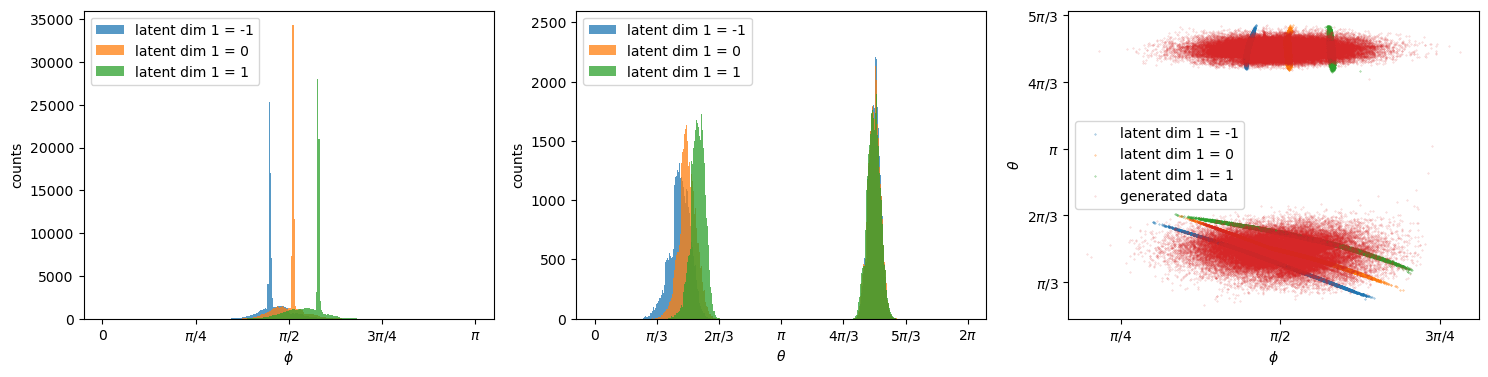 35000
30000
25000
20000
15000
10000
5000
0
counts
latent dim 1 = -1
latent dim 1 = 0
latent dim 1 = 1
0
π/4
π/2
3π/4
π
ϕ
2500
2000
1500
1000
500
0
counts
latent dim 1 = -1
latent dim 1 = 0
latent dim 1 = 1
0
π/3
2π/3
π
4π/3
5π/3
2π
θ
5π/3
4π/3
π
2π/3
π/3
θ
latent dim 1 = -1
latent dim 1 = 0
latent dim 1 = 1
generated data
π/4
π/2
3π/4
ϕ